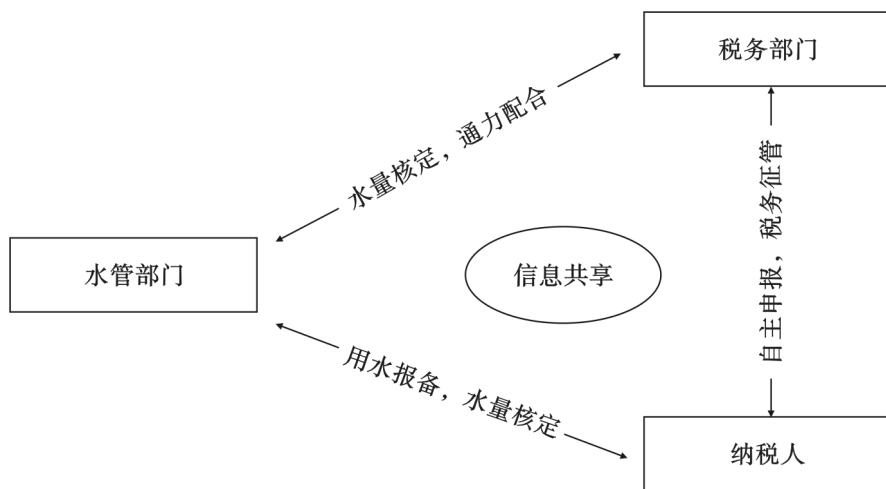 税务部门
水量核定，通力配合
水管部门
信息共享
自主申报，税务征管
用水报备，水量核定
纳税人